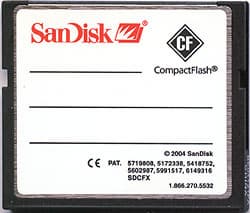 SanDisk
CF
CompactFlash®
© 2004 SanDisk
CE PAT. 5719808, 5172338, 5418752,
5602987, 5991517, 6149316
SDCFX
1.866.270.5532